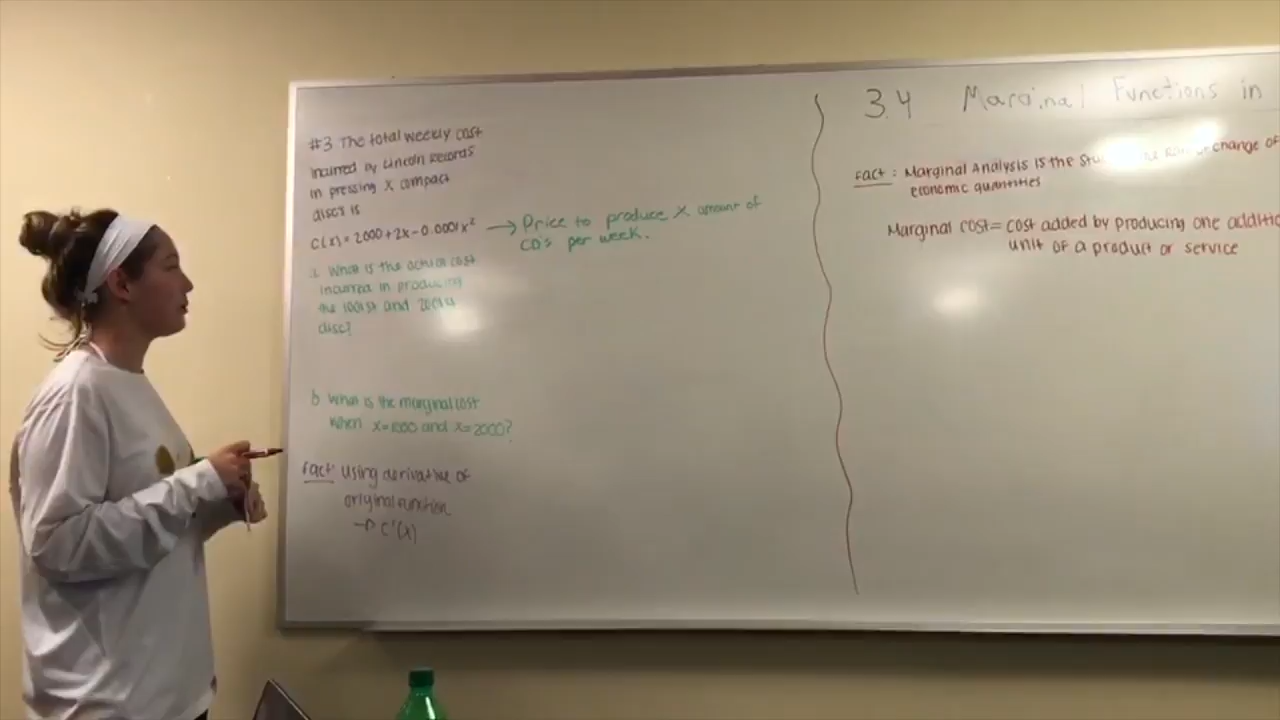 #3 The total weekly cost
incurred by Lincoln Records
in pressing x compact
discs is
C(x) = 2000 + 2x - 0.0001x²
→ Price to produce x amount of
CD's per week.
a. What is the actual cost
incurred in producing
the 1001st and 2001st
disc?
b What is the marginal cost
when x=1000 and x=2000?
Fact: using derivative of
original function
→ C'(x)
3.4 Marginal Functions in
Fact: Marginal Analysis is the change of
economic quantities
Marginal cost = cost added by producing one additio
unit of a product or service